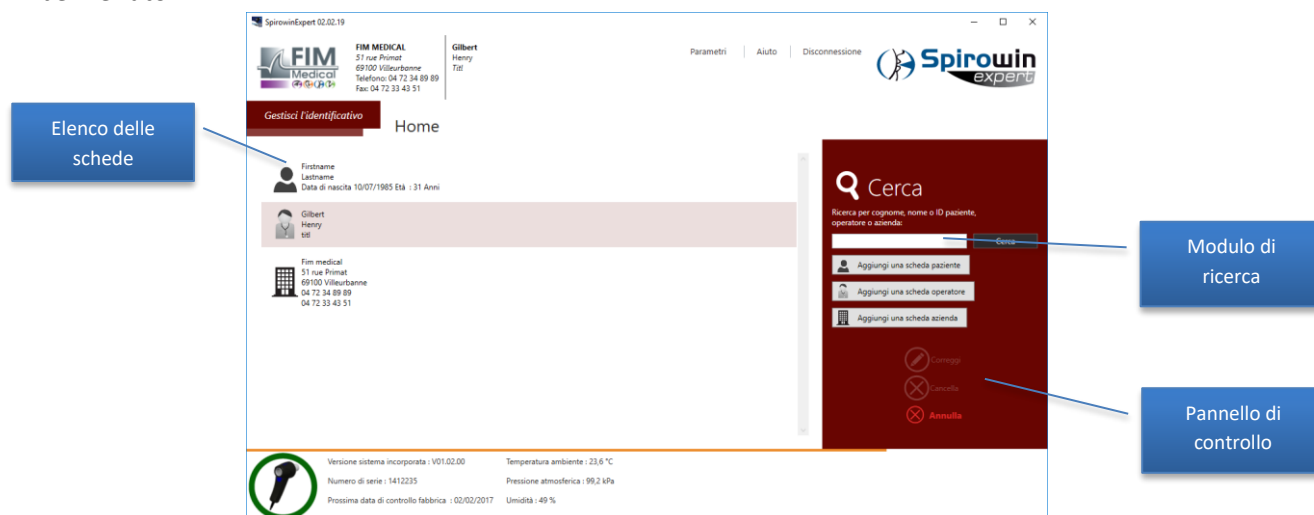 SpirowinExpert 02.02.19
FIM
Medical
FIM MEDICAL
51 rue Primat
69100 Villeurbanne
Telefono: 04 72 34 89 89
Fax: 04 72 33 43 51
Gilbert
Henry
Titl
Parametri
Aiuto
Disconnessione
Spirowin
expert
Gestisci l'identificativo
Home
Elenco delle
schede
Firstname
Lastname
Data di nascita 10/07/1985 Età : 31 Anni
Gilbert
Henry
titl
Fim medical
51 rue Primat
69100 Villeurbanne
04 72 34 89 89
04 72 33 43 51
Cerca
Ricerca per cognome, nome o ID paziente,
operatore o azienda:
Cerca
Aggiungi una scheda paziente
Aggiungi una scheda operatore
Aggiungi una scheda azienda
Correggi
Cancella
Annulla
Modulo di
ricerca
Pannello di
controllo
Versione sistema incorporata : V01.02.00
Numero di serie : 1412235
Prossima data di controllo fabbrica : 02/02/2017
Temperatura ambiente : 23,6 °C
Pressione atmosferica : 99,2 kPa
Umidità : 49 %